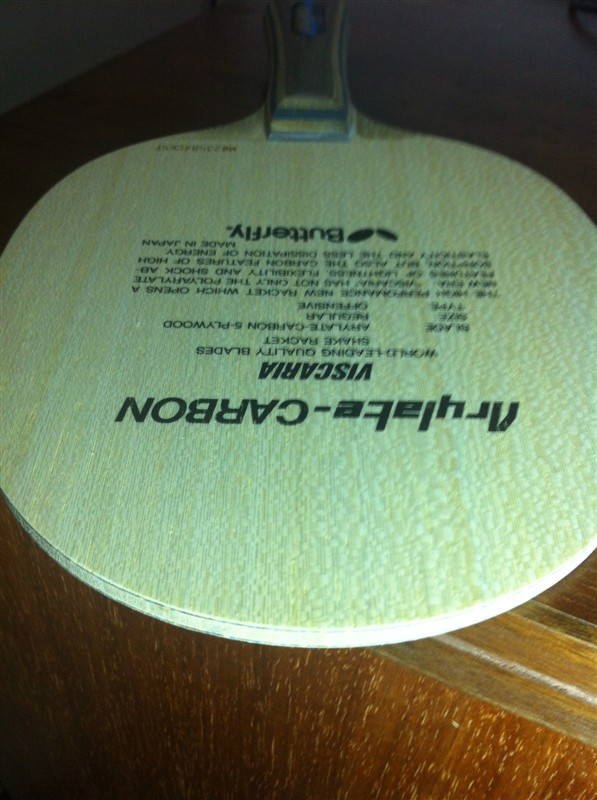 Arylate-CARBON
VISCARIA
WORLD-LEADING QUALITY BLADES
SHAKE RACKET
BLADE ARYLATE-CARBON 5-PLYWOOD
SIZE REGULAR
TYPE OFFENSIVE
THE HIGH PERFORMANCE NEW RACKET WHICH OPENS A
NEW ERA. 'VISCARIA' HAS NOT ONLY THE POLYARYLATE
FEATURES OF LIGHTNESS, FLEXIBILITY AND SHOCK AB-
SORPTION, BUT ALSO THE CARBON FEATURES OF HIGH
ELASTICITY AND THE LESS DISSIPATION OF ENERGY.
MADE IN JAPAN
Butterfly.